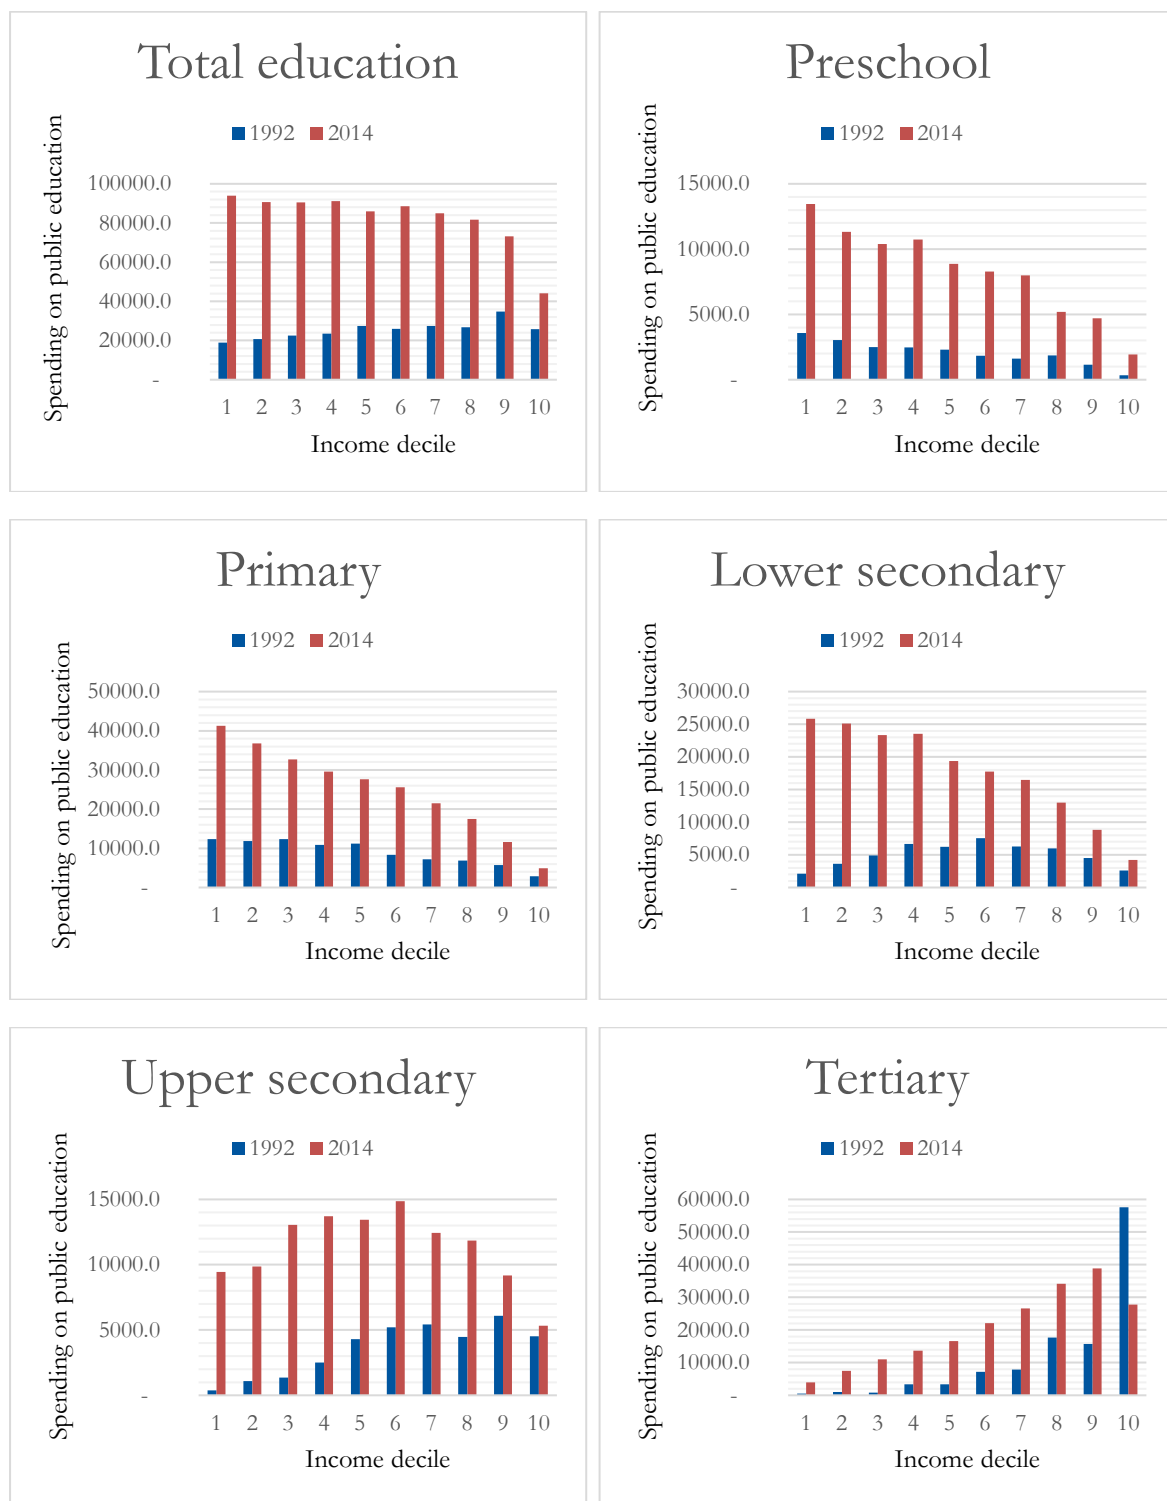 Total education
1992 2014
Spending on public education
100000.0
80000.0
60000.0
40000.0
20000.0
-
1 2 3 4 5 6 7 8 9 10
Income decile
Preschool
1992 2014
Spending on public education
15000.0
10000.0
5000.0
-
1 2 3 4 5 6 7 8 9 10
Income decile
Primary
1992 2014
Spending on public education
50000.0
40000.0
30000.0
20000.0
10000.0
-
1 2 3 4 5 6 7 8 9 10
Income decile
Lower secondary
1992 2014
Spending on public education
30000.0
25000.0
20000.0
15000.0
10000.0
5000.0
-
1 2 3 4 5 6 7 8 9 10
Income decile
Upper secondary
1992 2014
Spending on public education
15000.0
10000.0
5000.0
-
1 2 3 4 5 6 7 8 9 10
Income decile
Tertiary
1992 2014
Spending on public education
60000.0
50000.0
40000.0
30000.0
20000.0
10000.0
-
1 2 3 4 5 6 7 8 9 10
Income decile